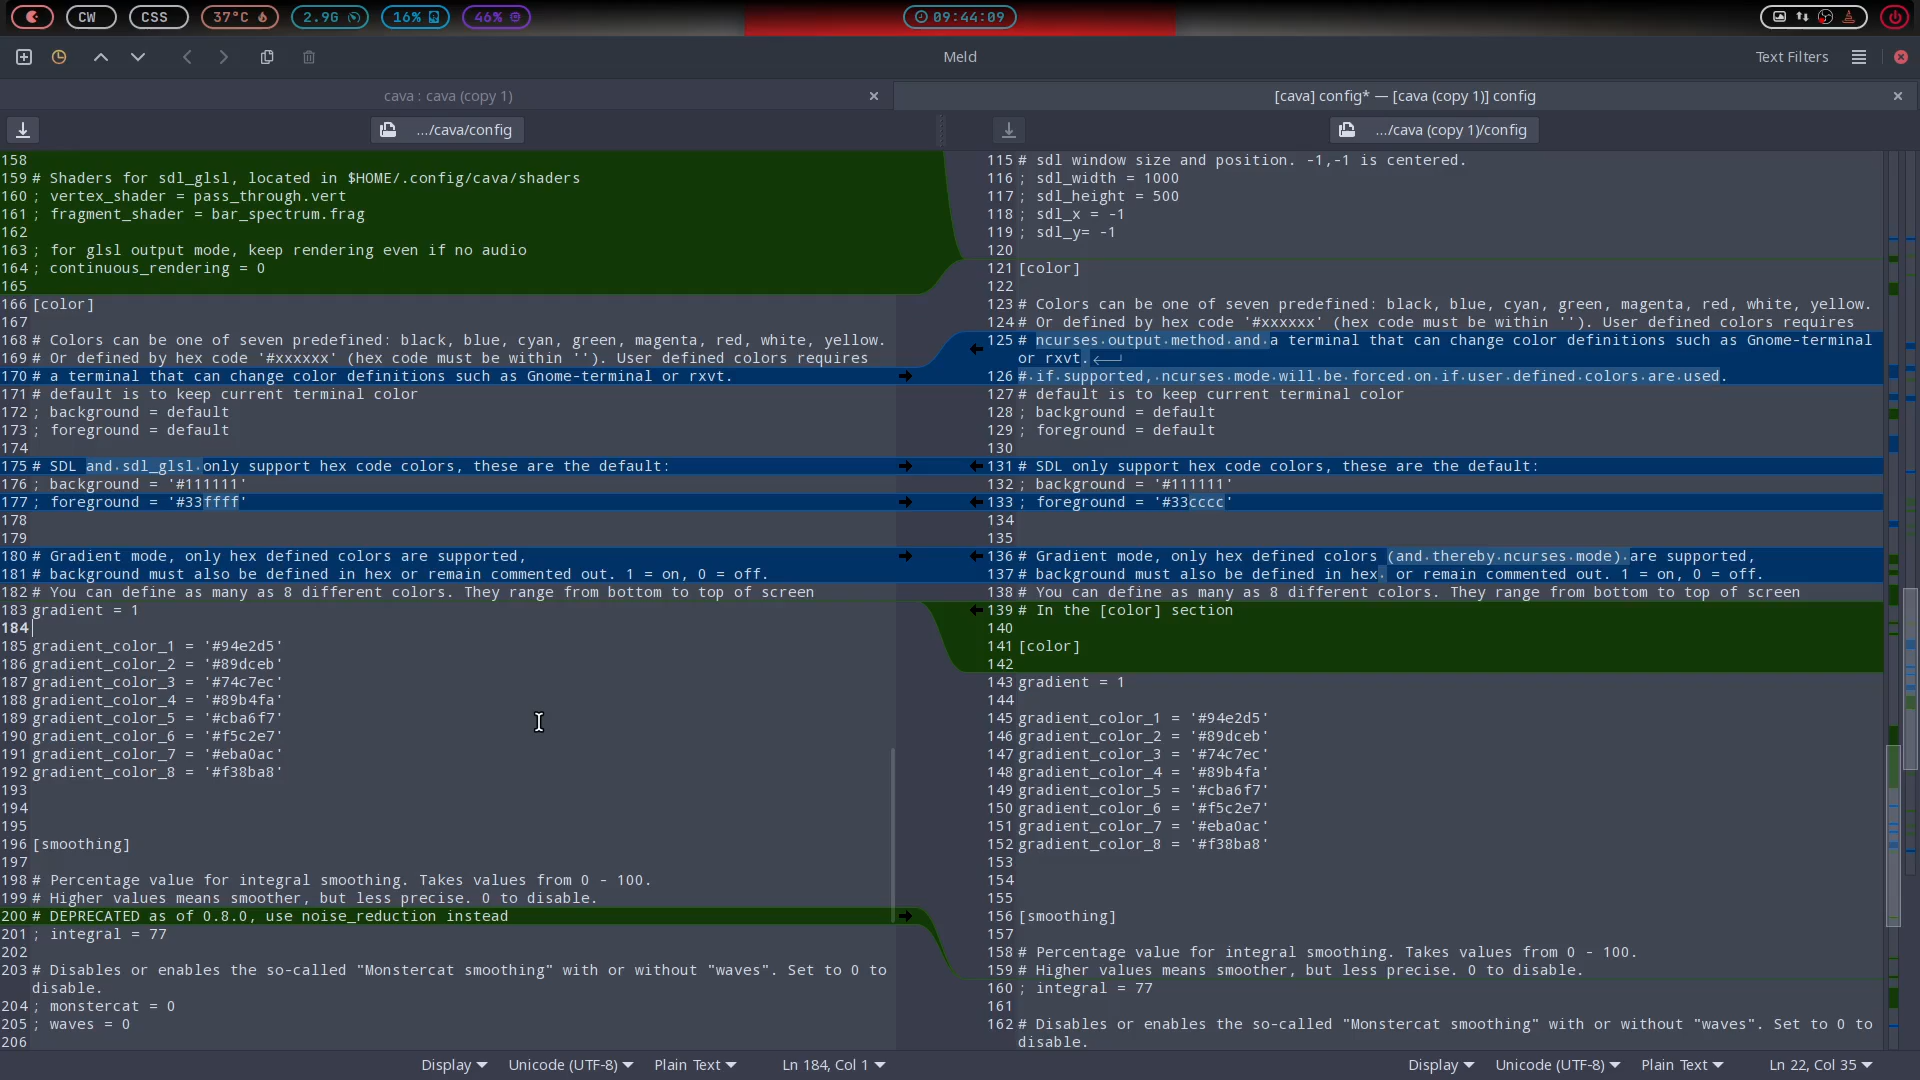 CW
CSS
37°C
2.9G
16%
46%
09:44:09
Meld
Text Filters
cava : cava (copy 1)
[cava] config* — [cava (copy 1)] config
.../cava/config
.../cava (copy 1)/config
158
159 # Shaders for sdl_glsl, located in $HOME/.config/cava/shaders
160 ; vertex_shader = pass_through.vert
161 ; fragment_shader = bar_spectrum.frag
162
163 ; for glsl output mode, keep rendering even if no audio
164 ; continuous_rendering = 0
165
166 [color]
167
168 # Colors can be one of seven predefined: black, blue, cyan, green, magenta, red, white, yellow.
169 # Or defined by hex code '#xxxxxx' (hex code must be within ''). User defined colors requires
170 # a terminal that can change color definitions such as Gnome-terminal or rxvt.
171 # default is to keep current terminal color
172 ; background = default
173 ; foreground = default
174
175 # SDL and·sdl_glsl·only support hex code colors, these are the default:
176 ; background = '#111111'
177 ; foreground = '#33ffff'
178
179
180 # Gradient mode, only hex defined colors are supported,
181 # background must also be defined in hex or remain commented out. 1 = on, 0 = off.
182 # You can define as many as 8 different colors. They range from bottom to top of screen
183 gradient = 1
184
185 gradient_color_1 = '#94e2d5'
186 gradient_color_2 = '#89dceb'
187 gradient_color_3 = '#74c7ec'
188 gradient_color_4 = '#89b4fa'
189 gradient_color_5 = '#cba6f7'
190 gradient_color_6 = '#f5c2e7'
191 gradient_color_7 = '#eba0ac'
192 gradient_color_8 = '#f38ba8'
193
194
195
196 [smoothing]
197
198 # Percentage value for integral smoothing. Takes values from 0 - 100.
199 # Higher values means smoother, but less precise. 0 to disable.
200 # DEPRECATED as of 0.8.0, use noise_reduction instead
201 ; integral = 77
202
203 # Disables or enables the so-called "Monstercat smoothing" with or without "waves". Set to 0 to
disable.
204 ; monstercat = 0
205 ; waves = 0
206
115 # sdl window size and position. -1,-1 is centered.
116 ; sdl_width = 1000
117 ; sdl_height = 500
118 ; sdl_x = -1
119 ; sdl_y= -1
120
121 [color]
122
123 # Colors can be one of seven predefined: black, blue, cyan, green, magenta, red, white, yellow.
124 # Or defined by hex code '#xxxxxx' (hex code must be within ''). User defined colors requires
125 # ncurses·output·method·and·a terminal that can change color definitions such as Gnome-terminal
or rxvt.
126 #·if·supported,·ncurses·mode·will·be·forced·on·if·user·defined·colors·are·used.
127 # default is to keep current terminal color
128 ; background = default
129 ; foreground = default
130
131 # SDL only support hex code colors, these are the default:
132 ; background = '#111111'
133 ; foreground = '#33cccc'
134
135
136 # Gradient mode, only hex defined colors (and·thereby·ncurses·mode)·are supported,
137 # background must also be defined in hex· or remain commented out. 1 = on, 0 = off.
138 # You can define as many as 8 different colors. They range from bottom to top of screen
139 # In the [color] section
140
141 [color]
142
143 gradient = 1
144
145 gradient_color_1 = '#94e2d5'
146 gradient_color_2 = '#89dceb'
147 gradient_color_3 = '#74c7ec'
148 gradient_color_4 = '#89b4fa'
149 gradient_color_5 = '#cba6f7'
150 gradient_color_6 = '#f5c2e7'
151 gradient_color_7 = '#eba0ac'
152 gradient_color_8 = '#f38ba8'
153
154
155
156 [smoothing]
157
158 # Percentage value for integral smoothing. Takes values from 0 - 100.
159 # Higher values means smoother, but less precise. 0 to disable.
160 ; integral = 77
161
162 # Disables or enables the so-called "Monstercat smoothing" with or without "waves". Set to 0 to
disable.
Display Unicode (UTF-8) Plain Text Ln 184, Col 1
Display Unicode (UTF-8) Plain Text Ln 22, Col 35